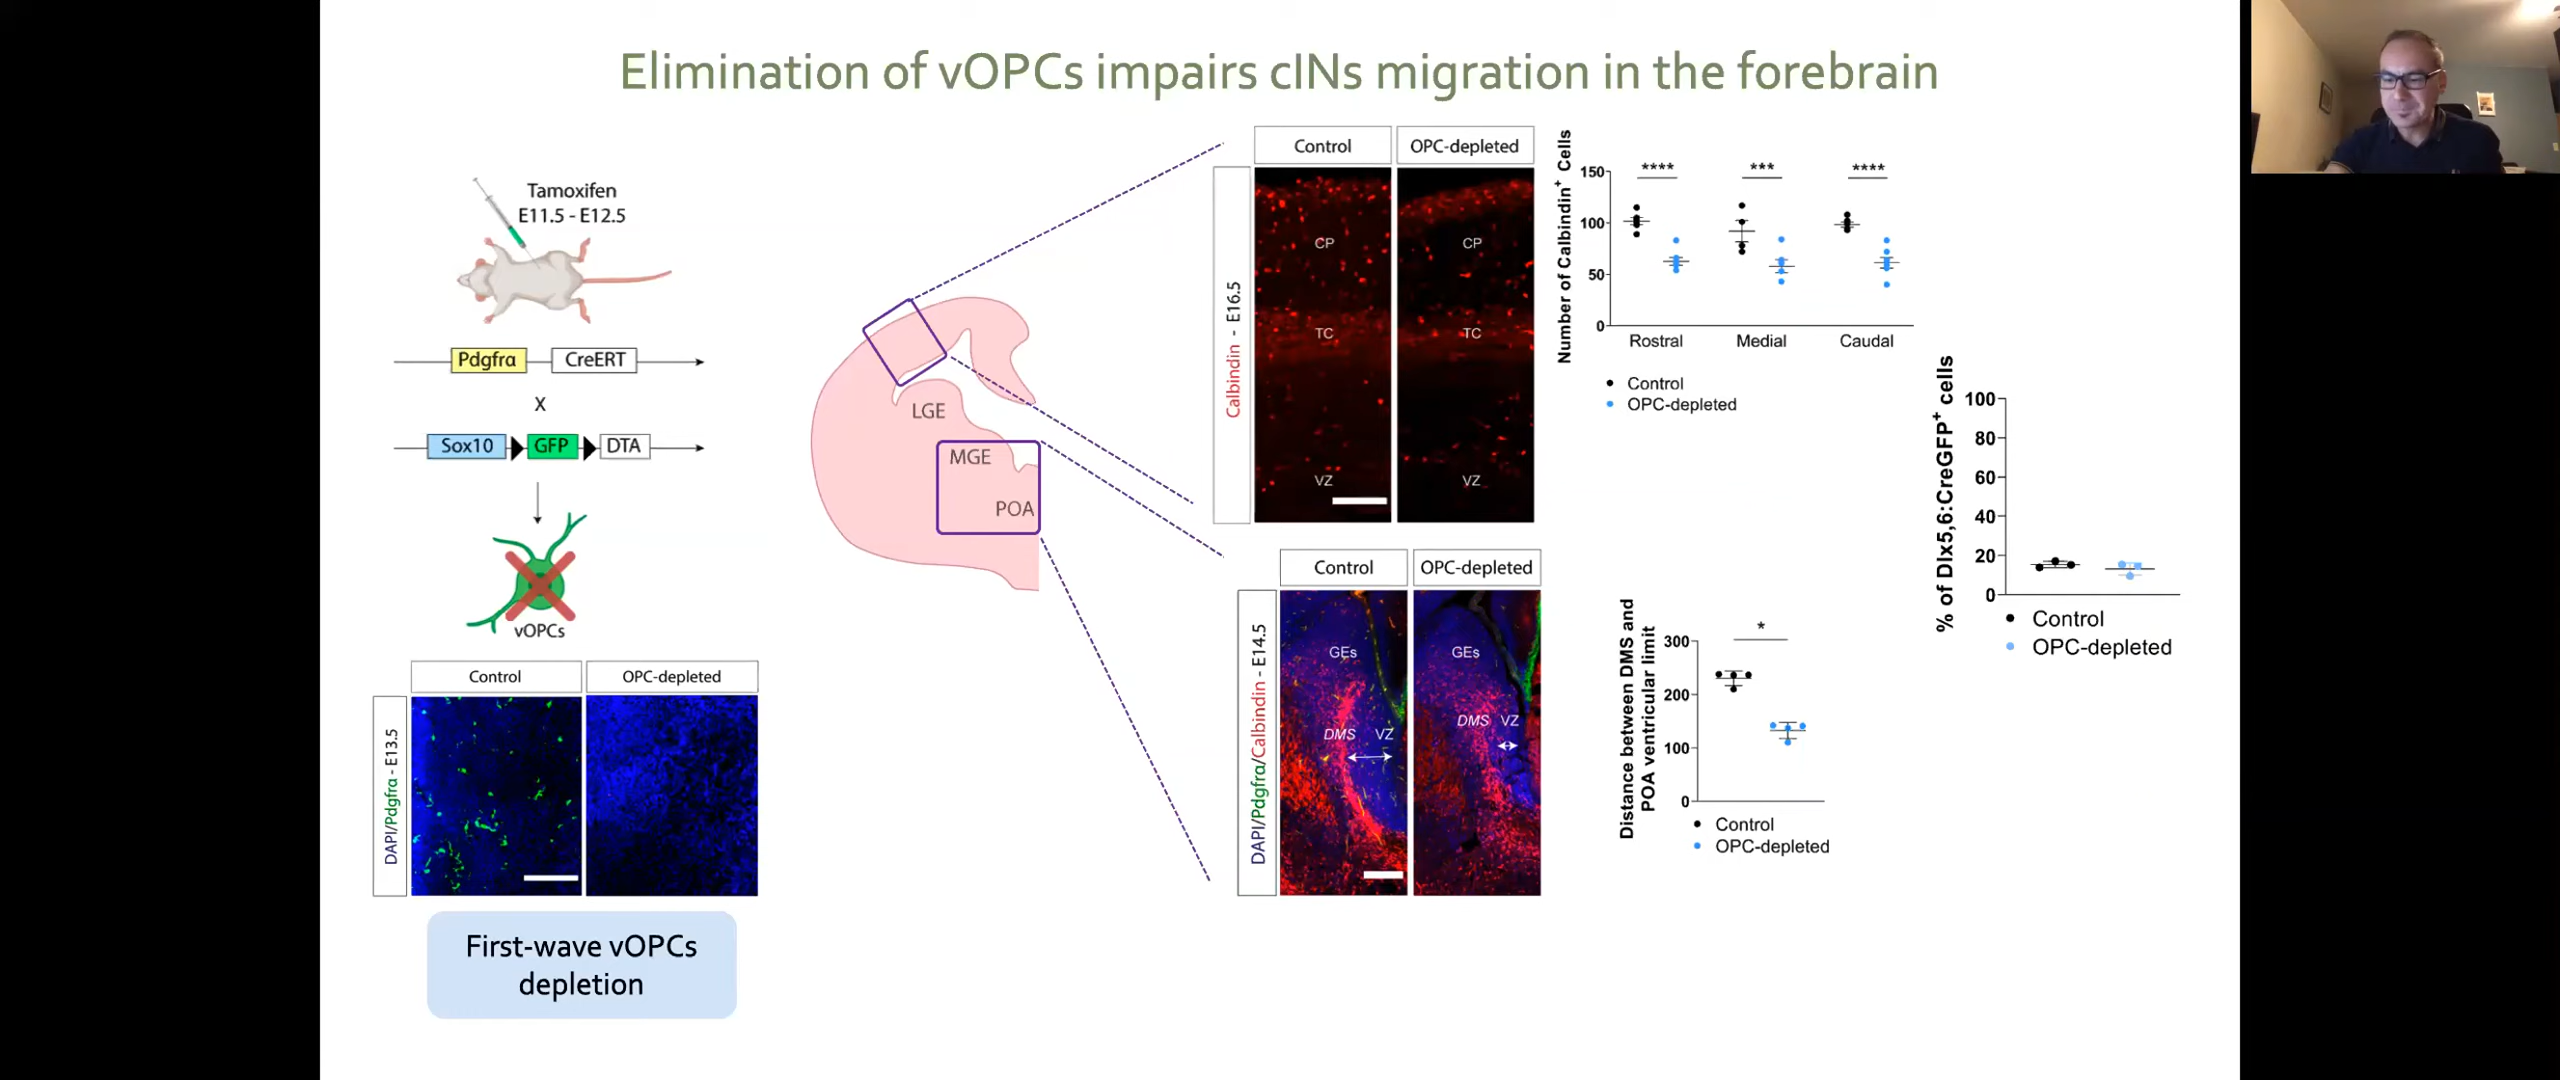 Elimination of vOPCs impairs cINs migration in the forebrain
Tamoxifen
E11.5 - E12.5
Pdgfrα
CreERT
X
Sox10
GFP
DTA
vOPCs
Control
OPC-depleted
DAPI/Pdgfrα - E13.5
First-wave vOPCs
depletion
LGE
MGE
POA
Control
OPC-depleted
Calbindin - E16.5
CP
CP
TC
TC
VZ
VZ
Number of Calbindin+ Cells
150
100
50
0
****
***
****
Rostral
Medial
Caudal
Control
OPC-depleted
Control
OPC-depleted
DAPI/Pdgfrα/Calbindin - E14.5
GEs
GEs
DMS
VZ
DMS
VZ
Distance between DMS and
POA ventricular limit
300
200
100
0
*
Control
OPC-depleted
% of Dlx5,6:CreGFP+ cells
100
80
60
40
20
0
Control
OPC-depleted